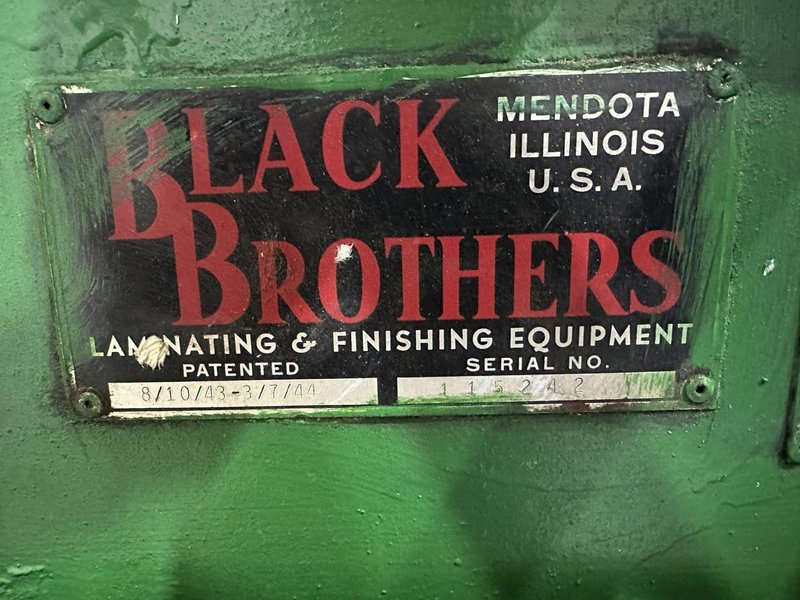 BLACK
BROTHERS
MENDOTA
ILLINOIS
U.S.A.
LAMINATING & FINISHING EQUIPMENT
PATENTED
8/10/43-3/7/44
SERIAL NO.
115242